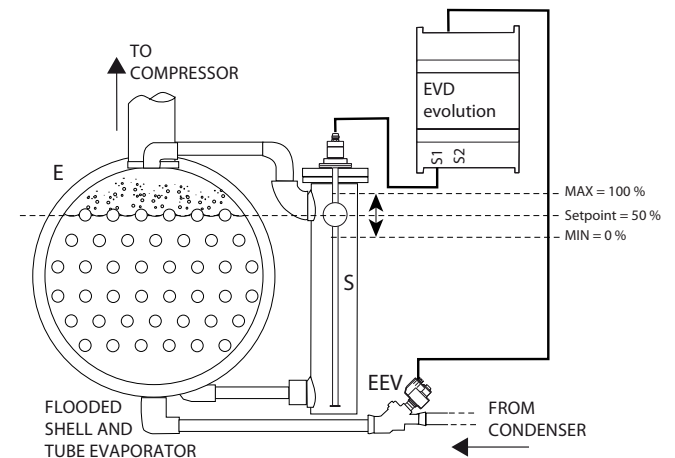 TO
COMPRESSOR
EVD
evolution
S1
S2
E
MAX = 100 %
Setpoint = 50 %
MIN = 0 %
S
EEV
FLOODED
SHELL AND
TUBE EVAPORATOR
FROM
CONDENSER